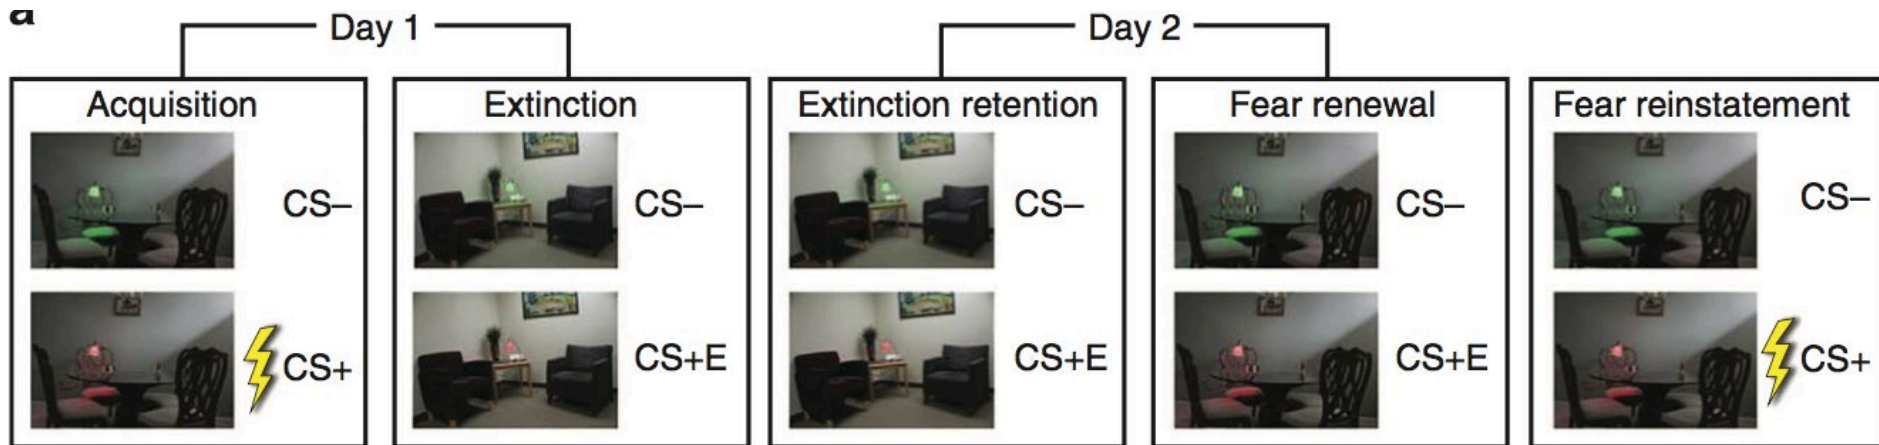 a
Day 1
Day 2
Acquisition
CS–
CS+
Extinction
CS–
CS+E
Extinction retention
CS–
CS+E
Fear renewal
CS–
CS+E
Fear reinstatement
CS–
CS+